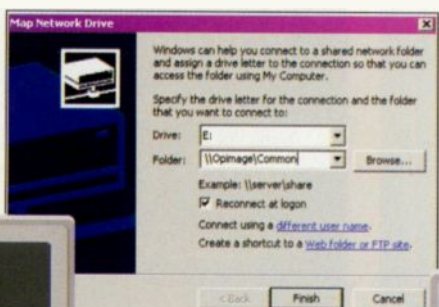 Map Network Drive
Windows can help you connect to a shared network folder
and assign a drive letter to the connection so that you can
access the folder using My Computer.
Specify the drive letter for the connection and the folder
that you want to connect to:
Drive: E:
Folder: \\Opimage\Common Browse...
Example: \\server\share
Reconnect at logon
Connect using a different user name.
Create a shortcut to a Web folder or FTP site.
< Back Finish Cancel